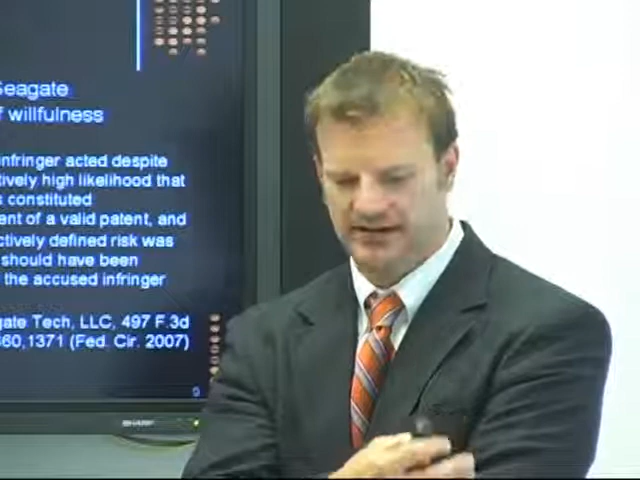 Seagate
f willfulness
infringer acted despite
tively high likelihood that
s constituted
ent of a valid patent, and
ctively defined risk was
should have been
the accused infringer
gate Tech, LLC, 497 F.3d
360,1371 (Fed. Cir. 2007)
9
SHARP